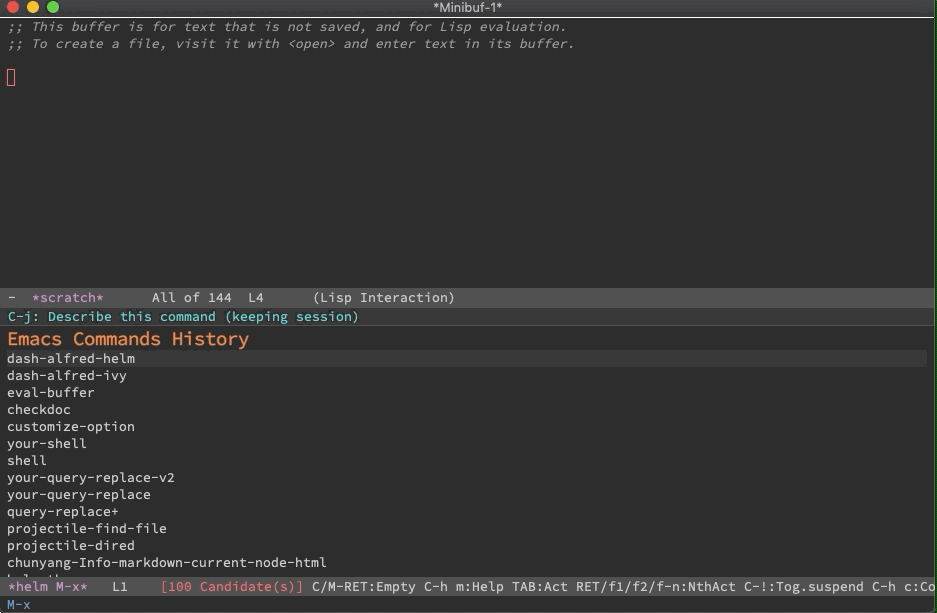 *Minibuf-1*
;; This buffer is for text that is not saved, and for Lisp evaluation.
;; To create a file, visit it with <open> and enter text in its buffer.
- *scratch* All of 144 L4 (Lisp Interaction)
C-j: Describe this command (keeping session)
Emacs Commands History
dash-alfred-helm
dash-alfred-ivy
eval-buffer
checkdoc
customize-option
your-shell
shell
your-query-replace-v2
your-query-replace
query-replace+
projectile-find-file
projectile-dired
chunyang-Info-markdown-current-node-html
*helm M-x* L1 [100 Candidate(s)] C/M-RET:Empty C-h m:Help TAB:Act RET/f1/f2/f-n:NthAct C-!:Tog.suspend C-h c:Co
M-x